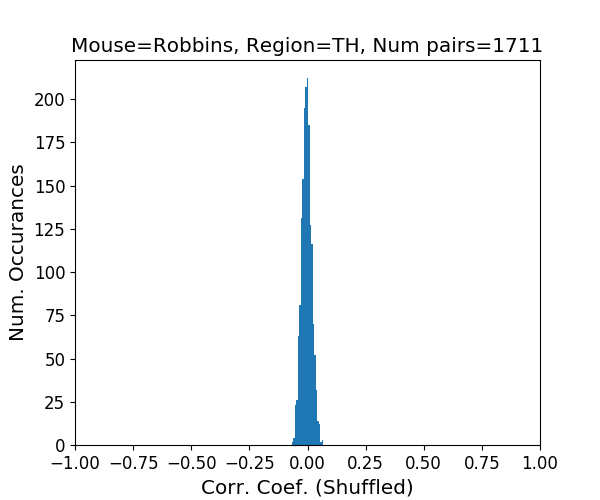 Mouse=Robbins, Region=TH, Num pairs=1711
Num. Occurances
200
175
150
125
100
75
50
25
0
−1.00 −0.75 −0.50 −0.25 0.00 0.25 0.50 0.75 1.00
Corr. Coef. (Shuffled)